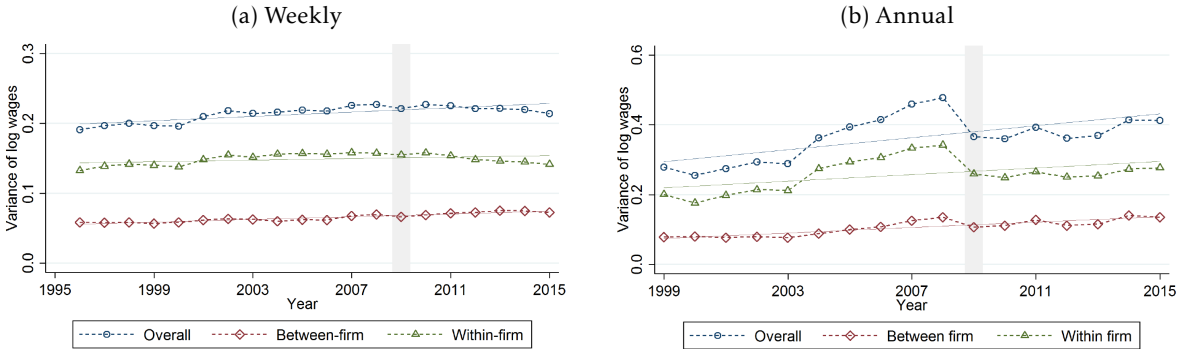 (a) Weekly
Variance of log wages
0.3
0.2
0.1
0.0
1995 1999 2003 2007 2011 2015
Year
Overall Between-firm Within-firm
(b) Annual
Variance of log wages
0.6
0.4
0.2
0.0
1999 2003 2007 2011 2015
Year
Overall Between firm Within firm